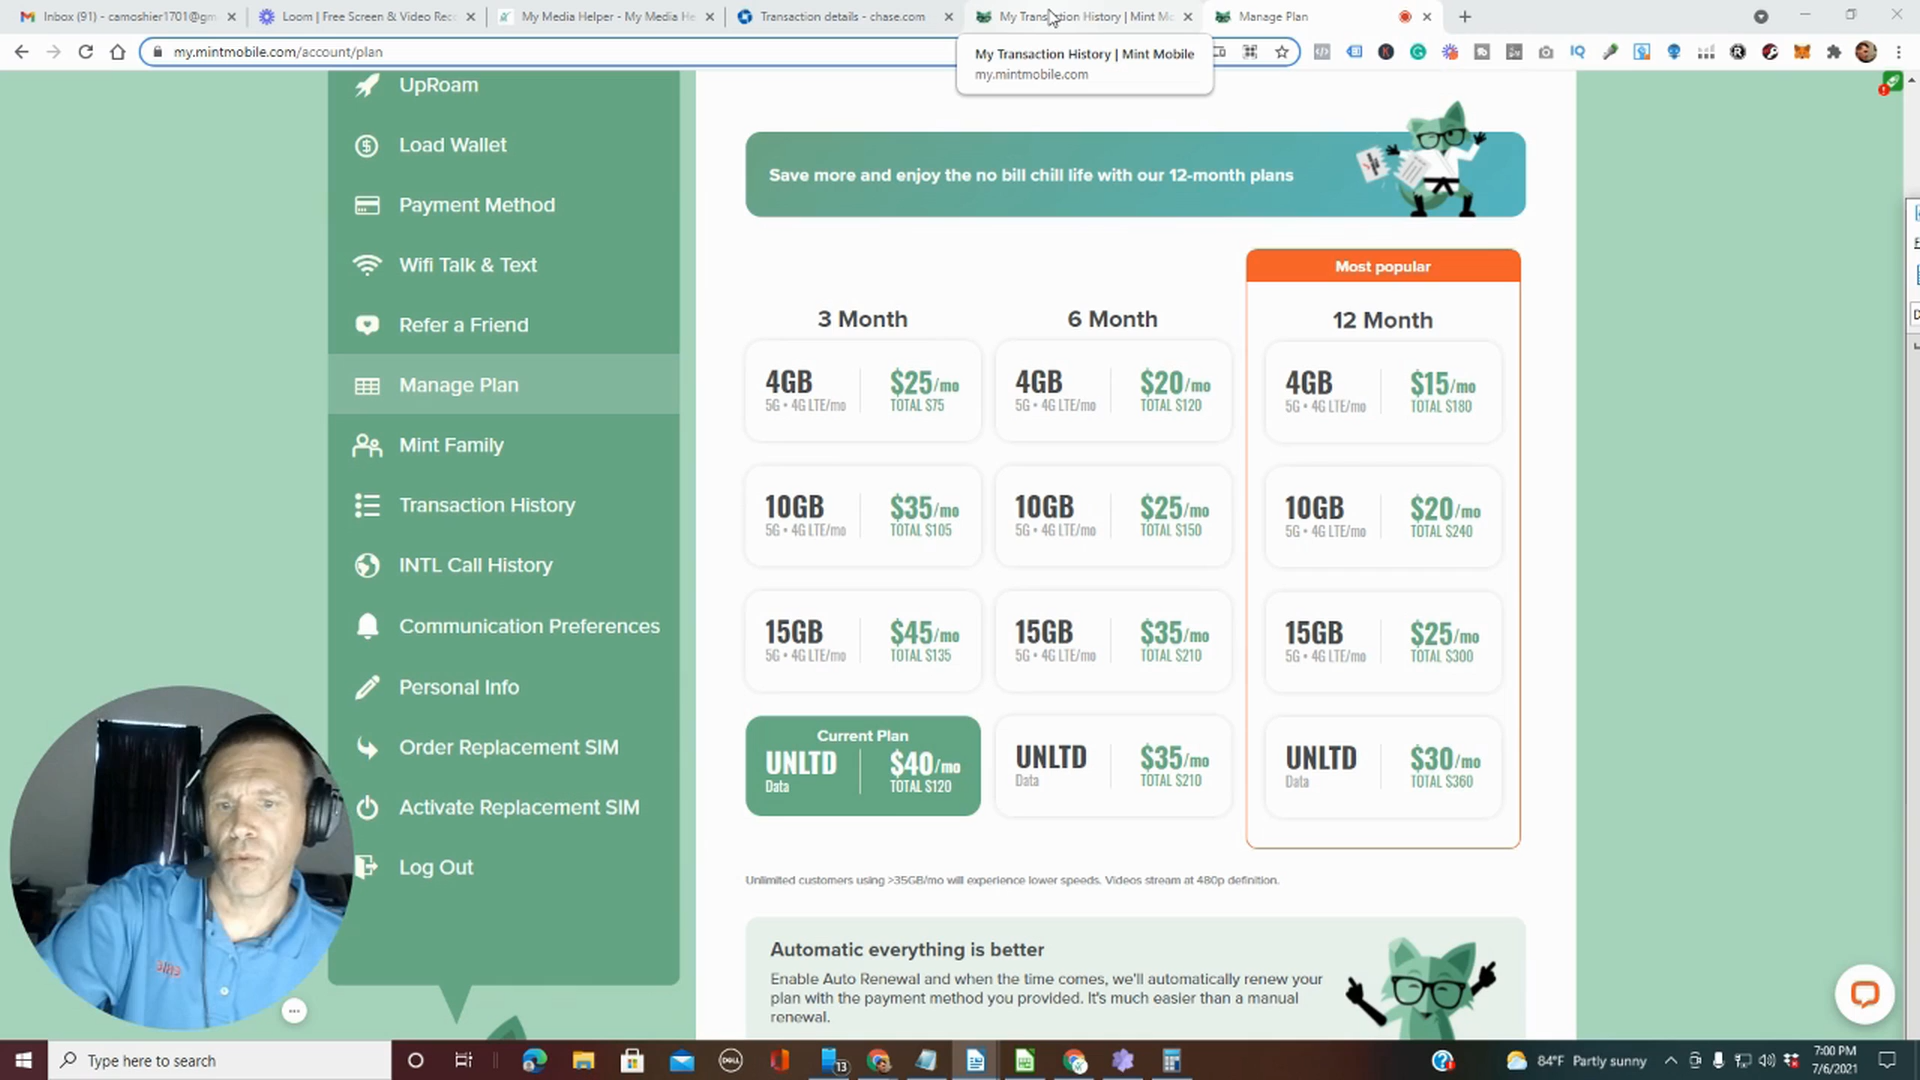 Inbox (91) - camoshier1701@gm
Loom | Free Screen & Video Rec
My Media Helper - My Media He
Transaction details - chase.com
My Transaction History | Mint Mo
Manage Plan
my.mintmobile.com/account/plan
My Transaction History | Mint Mobile
my.mintmobile.com
UpRoam
Load Wallet
Payment Method
Wifi Talk & Text
Refer a Friend
Manage Plan
Mint Family
Transaction History
INTL Call History
Communication Preferences
Personal Info
Order Replacement SIM
Activate Replacement SIM
Log Out
Save more and enjoy the no bill chill life with our 12-month plans
Most popular
3 Month
6 Month
12 Month
4GB
5G • 4G LTE/mo
$25/mo
TOTAL $75
4GB
5G • 4G LTE/mo
$20/mo
TOTAL $120
4GB
5G • 4G LTE/mo
$15/mo
TOTAL $180
10GB
5G • 4G LTE/mo
$35/mo
TOTAL $105
10GB
5G • 4G LTE/mo
$25/mo
TOTAL $150
10GB
5G • 4G LTE/mo
$20/mo
TOTAL $240
15GB
5G • 4G LTE/mo
$45/mo
TOTAL $135
15GB
5G • 4G LTE/mo
$35/mo
TOTAL $210
15GB
5G • 4G LTE/mo
$25/mo
TOTAL $300
Current Plan
UNLTD
Data
$40/mo
TOTAL $120
UNLTD
Data
$35/mo
TOTAL $210
UNLTD
Data
$30/mo
TOTAL $360
Unlimited customers using >35GB/mo will experience lower speeds. Videos stream at 480p definition.
Automatic everything is better
Enable Auto Renewal and when the time comes, we'll automatically renew your
plan with the payment method you provided. It's much easier than a manual
renewal.
Type here to search
DELL
13
84°F Partly sunny
7:00 PM
7/6/2021